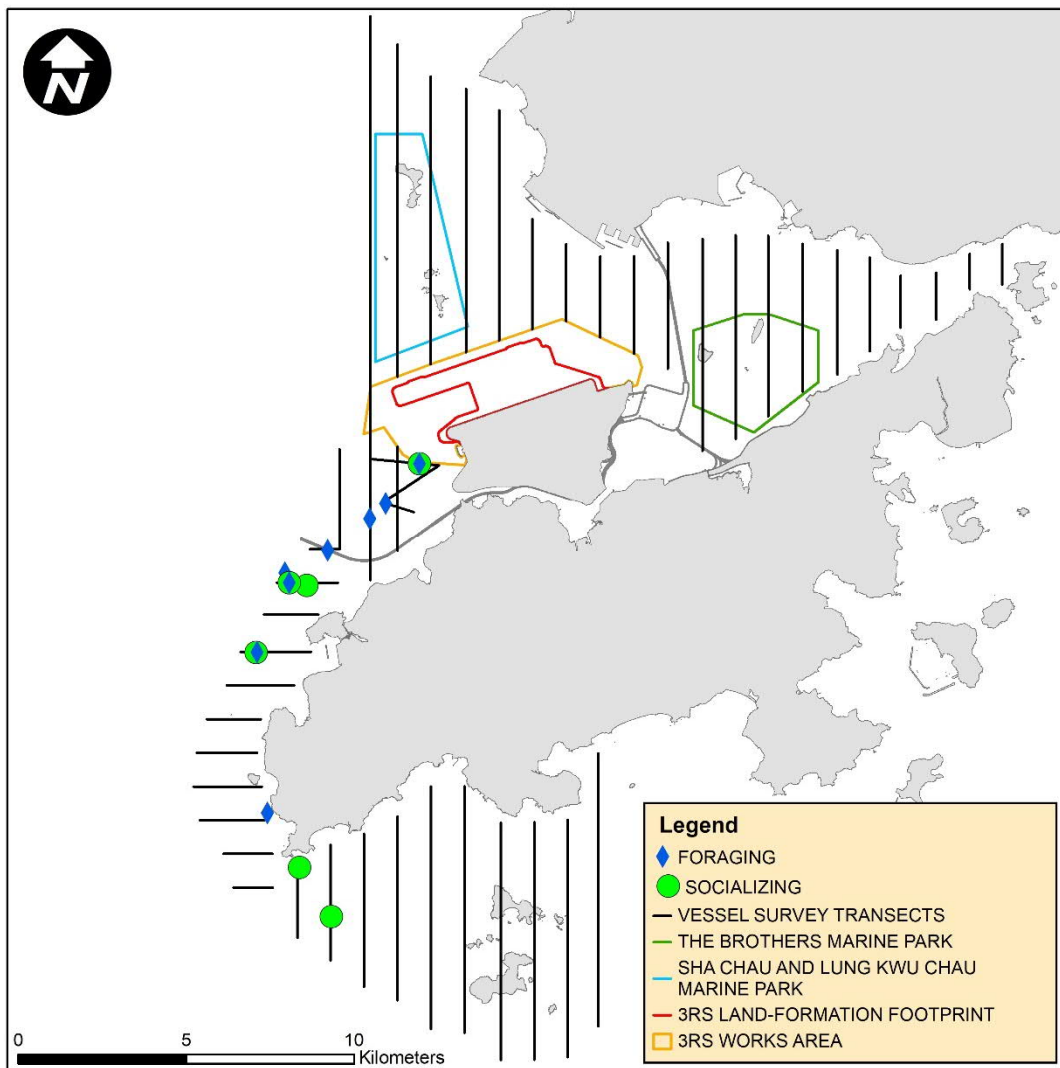 N
Legend
FORAGING
SOCIALIZING
VESSEL SURVEY TRANSECTS
THE BROTHERS MARINE PARK
SHA CHAU AND LUNG KWU CHAU
MARINE PARK
3RS LAND-FORMATION FOOTPRINT
3RS WORKS AREA
0 5 10
Kilometers